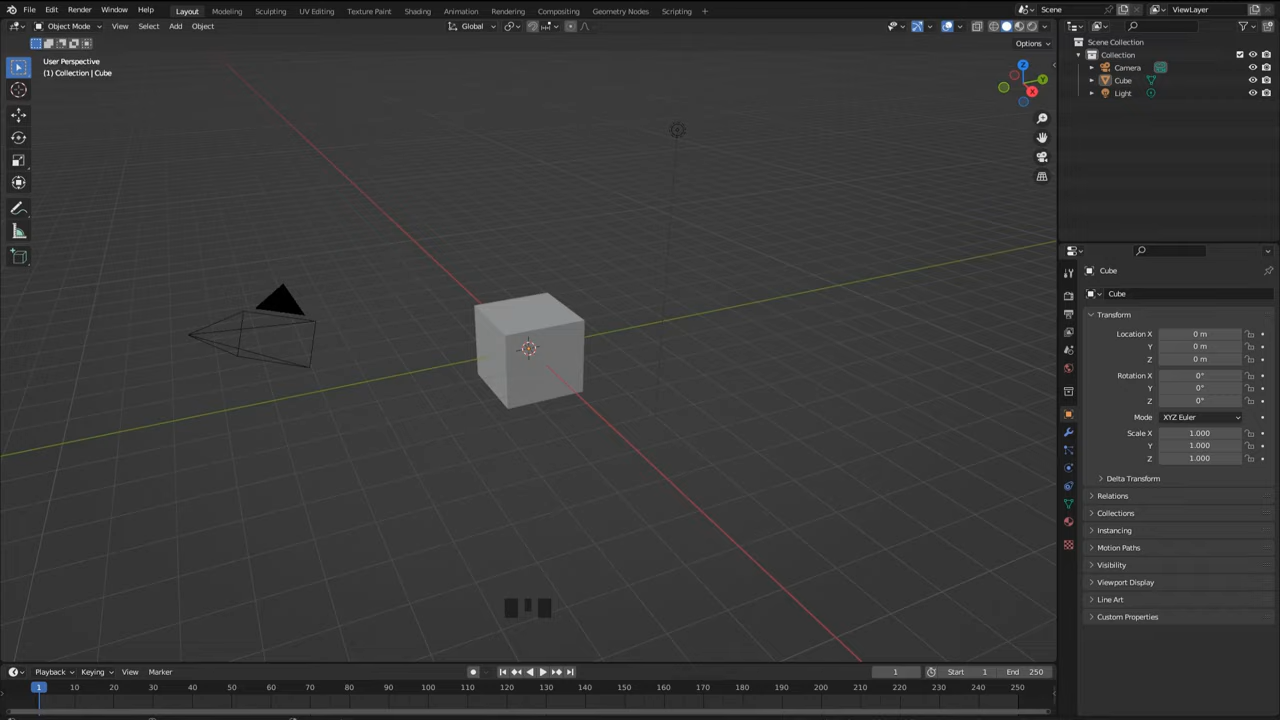 File Edit Render Window Help Layout Modeling Sculpting UV Editing Texture Paint Shading Animation Rendering Compositing Geometry Nodes Scripting + Scene ViewLayer
Object Mode View Select Add Object Global
Options
User Perspective
(1) Collection | Cube
Z
Y
X
Scene Collection
Collection
Camera
Cube
Light
Cube
Cube
Transform
Location X 0 m
Y 0 m
Z 0 m
Rotation X 0°
Y 0°
Z 0°
Mode XYZ Euler
Scale X 1.000
Y 1.000
Z 1.000
Delta Transform
Relations
Collections
Instancing
Motion Paths
Visibility
Viewport Display
Line Art
Custom Properties
Playback Keying View Marker 1 Start 1 End 250
1 10 20 30 40 50 60 70 80 90 100 110 120 130 140 150 160 170 180 190 200 210 220 230 240 250